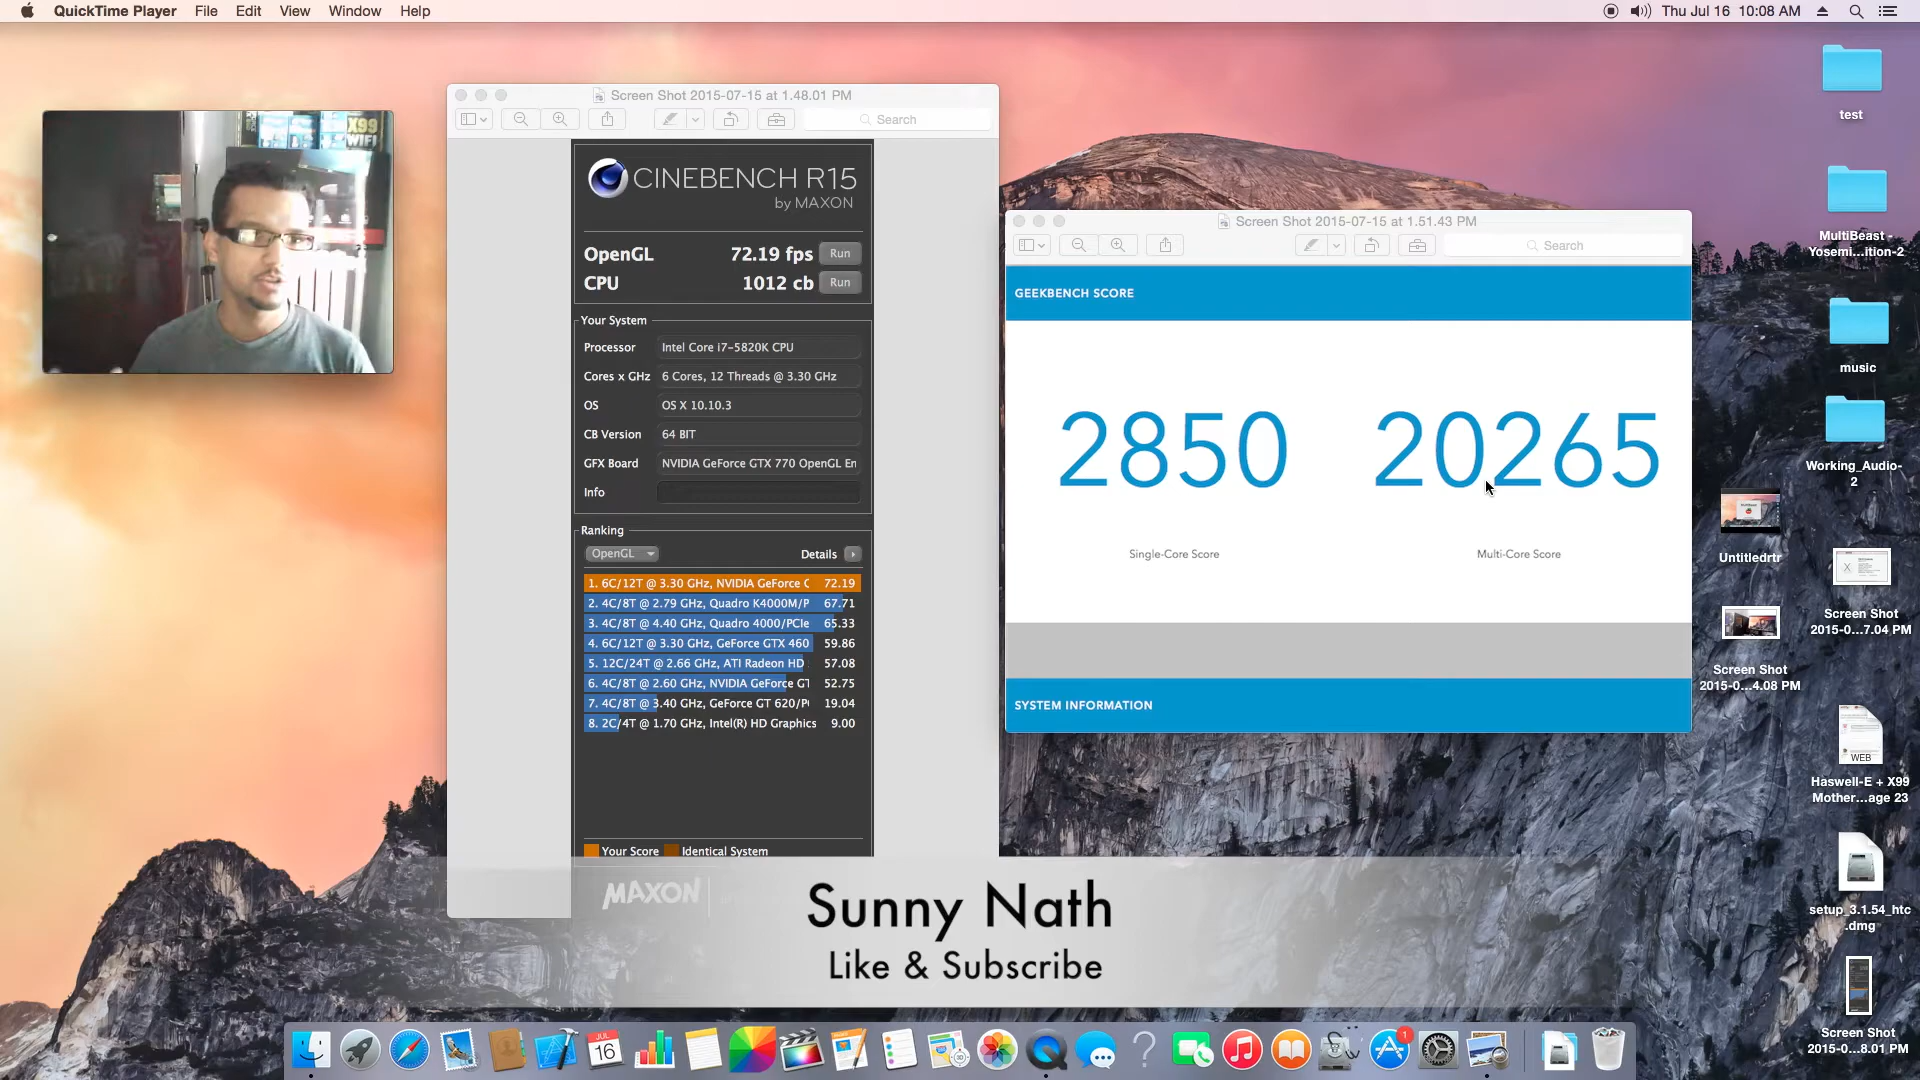 QuickTime Player File Edit View Window Help
Thu Jul 16 10:08 AM
X99
WIFI
Screen Shot 2015-07-15 at 1.48.01 PM
Search
CINEBENCH R15
by MAXON
OpenGL 72.19 fps Run
CPU 1012 cb Run
Your System
Processor Intel Core i7-5820K CPU
Cores x GHz 6 Cores, 12 Threads @ 3.30 GHz
OS OS X 10.10.3
CB Version 64 BIT
GFX Board NVIDIA GeForce GTX 770 OpenGL En
Info
Ranking
OpenGL Details
1. 6C/12T @ 3.30 GHz, NVIDIA GeForce 72.19
2. 4C/8T @ 2.79 GHz, Quadro K4000M/P 67.71
3. 4C/8T @ 4.40 GHz, Quadro 4000/PCIe 65.33
4. 6C/12T @ 3.30 GHz, GeForce GTX 460 59.86
5. 12C/24T @ 2.66 GHz, ATI Radeon HD 57.08
6. 4C/8T @ 2.60 GHz, NVIDIA GeForce GT 52.75
7. 4C/8T @ 3.40 GHz, GeForce GT 620/P 19.04
8. 2C/4T @ 1.70 GHz, Intel(R) HD Graphics 9.00
Your Score Identical System
MAXON
Screen Shot 2015-07-15 at 1.51.43 PM
Search
GEEKBENCH SCORE
2850 20265
Single-Core Score Multi-Core Score
SYSTEM INFORMATION
test
MultiBeast -
Yosemi...ition-2
music
Working_Audio-
2
Untitledrtr
Screen Shot
2015-0...7.04 PM
Screen Shot
2015-0...4.08 PM
WEB
Haswell-E + X99
Mother...age 23
setup_3.1.54_htc
.dmg
Screen Shot
2015-0...8.01 PM
Sunny Nath
Like & Subscribe
JUL
16
1